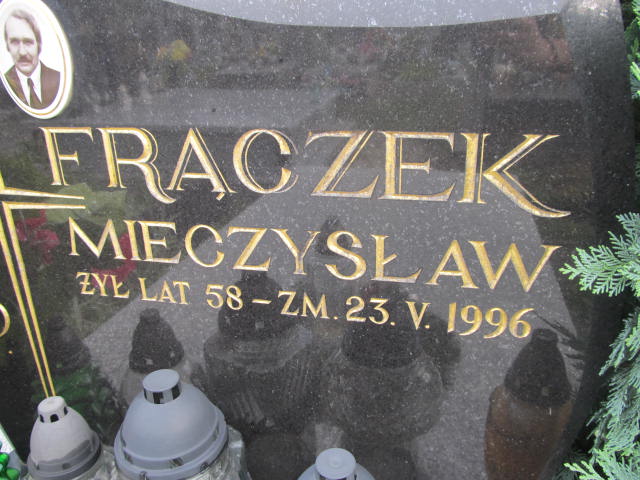 FRĄCZEK
MIECZYSŁAW
ŻYŁ LAT 58 – ZM. 23. V. 1996